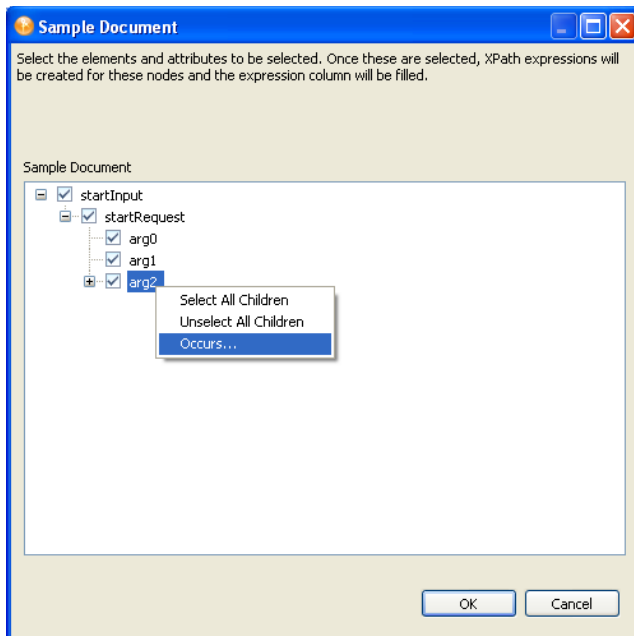 Sample Document
Select the elements and attributes to be selected. Once these are selected, XPath expressions will
be created for these nodes and the expression column will be filled.
Sample Document
startInput
startRequest
arg0
arg1
arg2
Select All Children
Unselect All Children
Occurs...
OK
Cancel